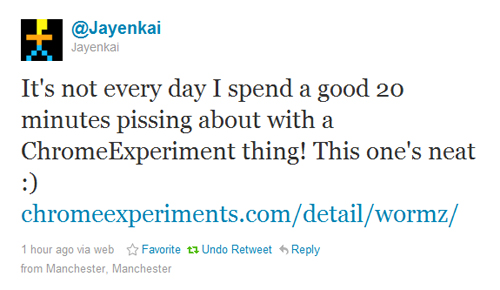 @Jayenkai
Jayenkai
It's not every day I spend a good 20
minutes pissing about with a
ChromeExperiment thing! This one's neat
:)
chromeexperiments.com/detail/wormz/
1 hour ago via web Favorite Undo Retweet Reply
from Manchester, Manchester